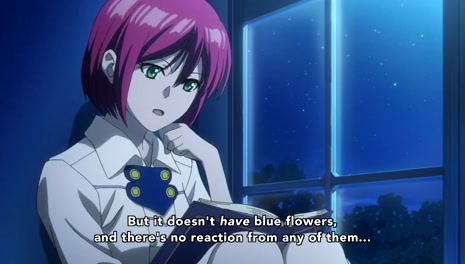 But it doesn't have blue flowers,
and there's no reaction from any of them...